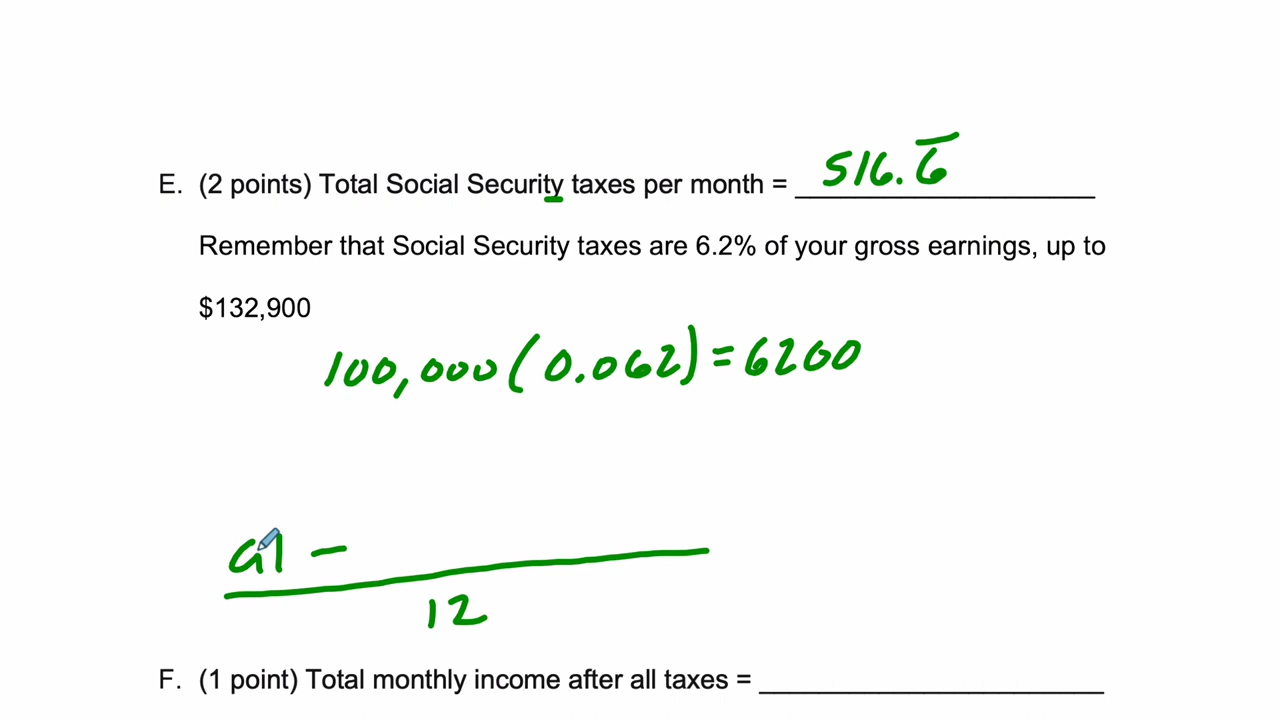 E. (2 points) Total Social Security taxes per month = 516.6̅
Remember that Social Security taxes are 6.2% of your gross earnings, up to
$132,900
100,000(0.062)=6200
GI –
12
F. (1 point) Total monthly income after all taxes = ____________________